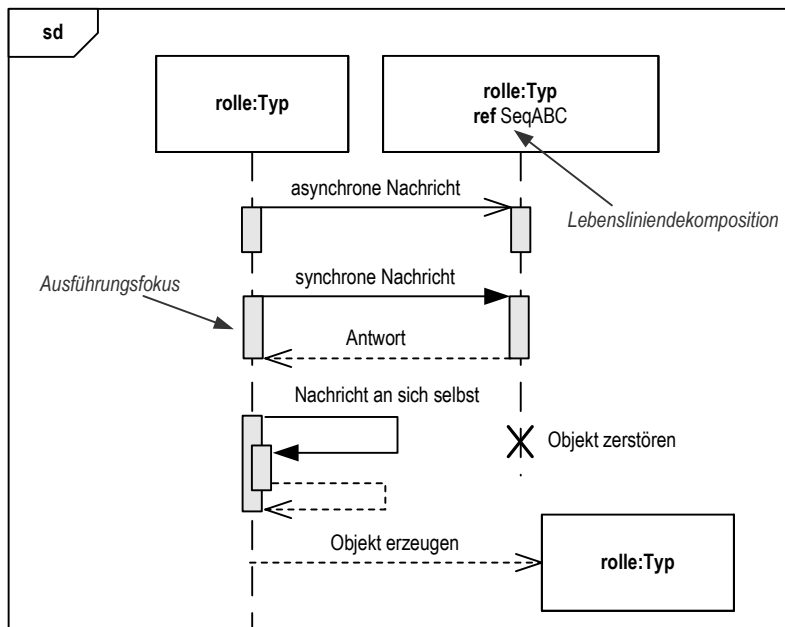 sd
rolle:Typ
rolle:Typ
ref SeqABC
asynchrone Nachricht
Lebensliniendekomposition
Ausführungsfokus
synchrone Nachricht
Antwort
Nachricht an sich selbst
Objekt zerstören
Objekt erzeugen
rolle:Typ